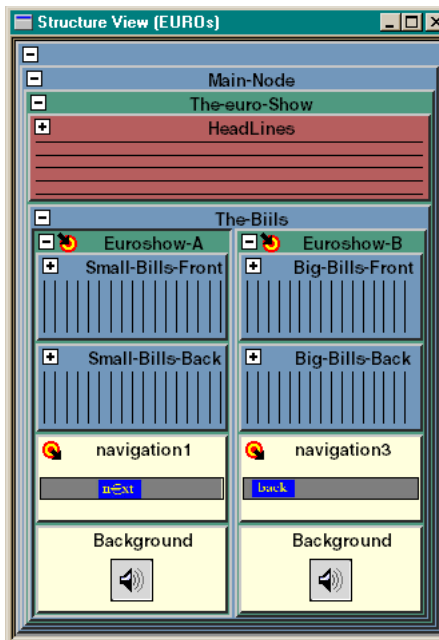 Structure View (EUROs)
Main-Node
The-euro-Show
HeadLines
The-Biils
Euroshow-A Euroshow-B
Small-Bills-Front Big-Bills-Front
Small-Bills-Back Big-Bills-Back
navigation1 navigation3
n€xt back
Background Background